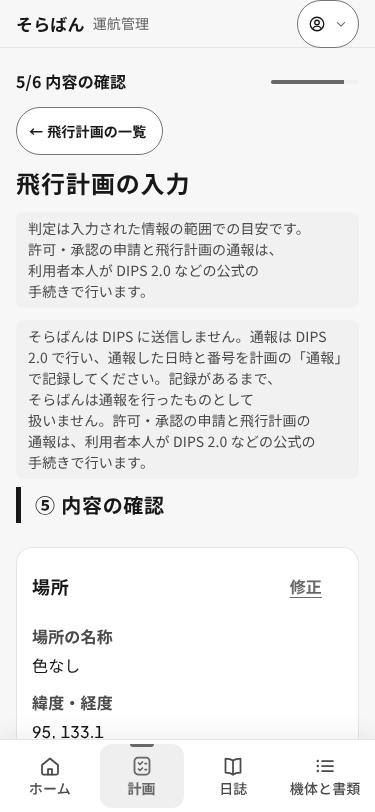 そらばん 運航管理
5/6 内容の確認
← 飛行計画の一覧
飛行計画の入力
判定は入力された情報の範囲での目安です。
許可・承認の申請と飛行計画の通報は、
利用者本人が DIPS 2.0 などの公式の
手続きで行います。
そらばんは DIPS に送信しません。通報は DIPS
2.0 で行い、通報した日時と番号を計画の「通報」
で記録してください。記録があるまで、
そらばんは通報を行ったものとして
扱いません。許可・承認の申請と飛行計画の
通報は、利用者本人が DIPS 2.0 などの公式の
手続きで行います。
⑤ 内容の確認
場所 修正
場所の名称
色なし
緯度・経度
95, 133.1
ホーム 計画 日誌 機体と書類